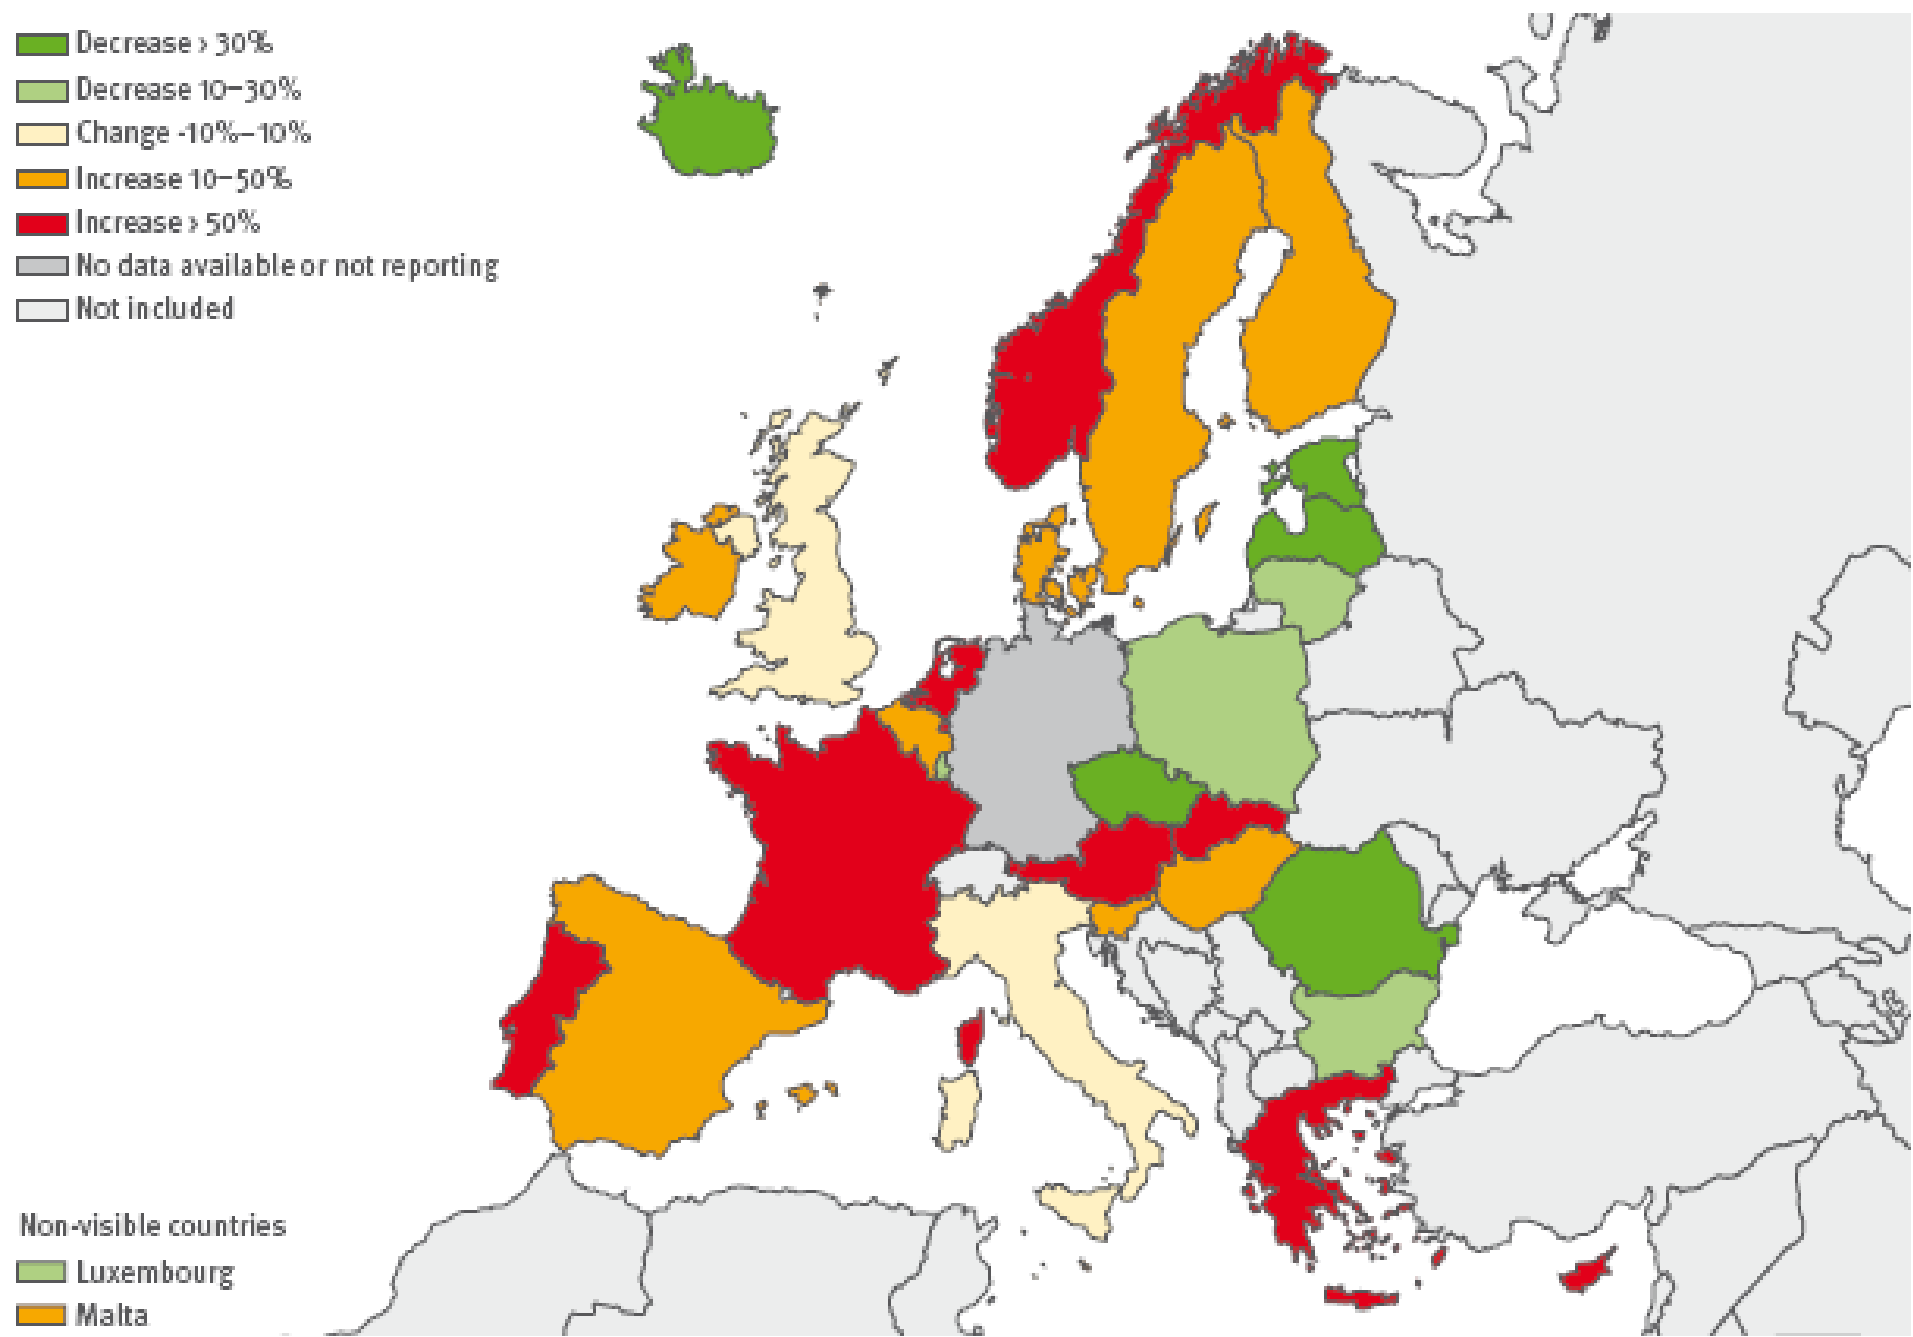 Decrease > 30%
Decrease 10–30%
Change -10%–10%
Increase 10–50%
Increase > 50%
No data available or not reporting
Not included
Non-visible countries
Luxembourg
Malta